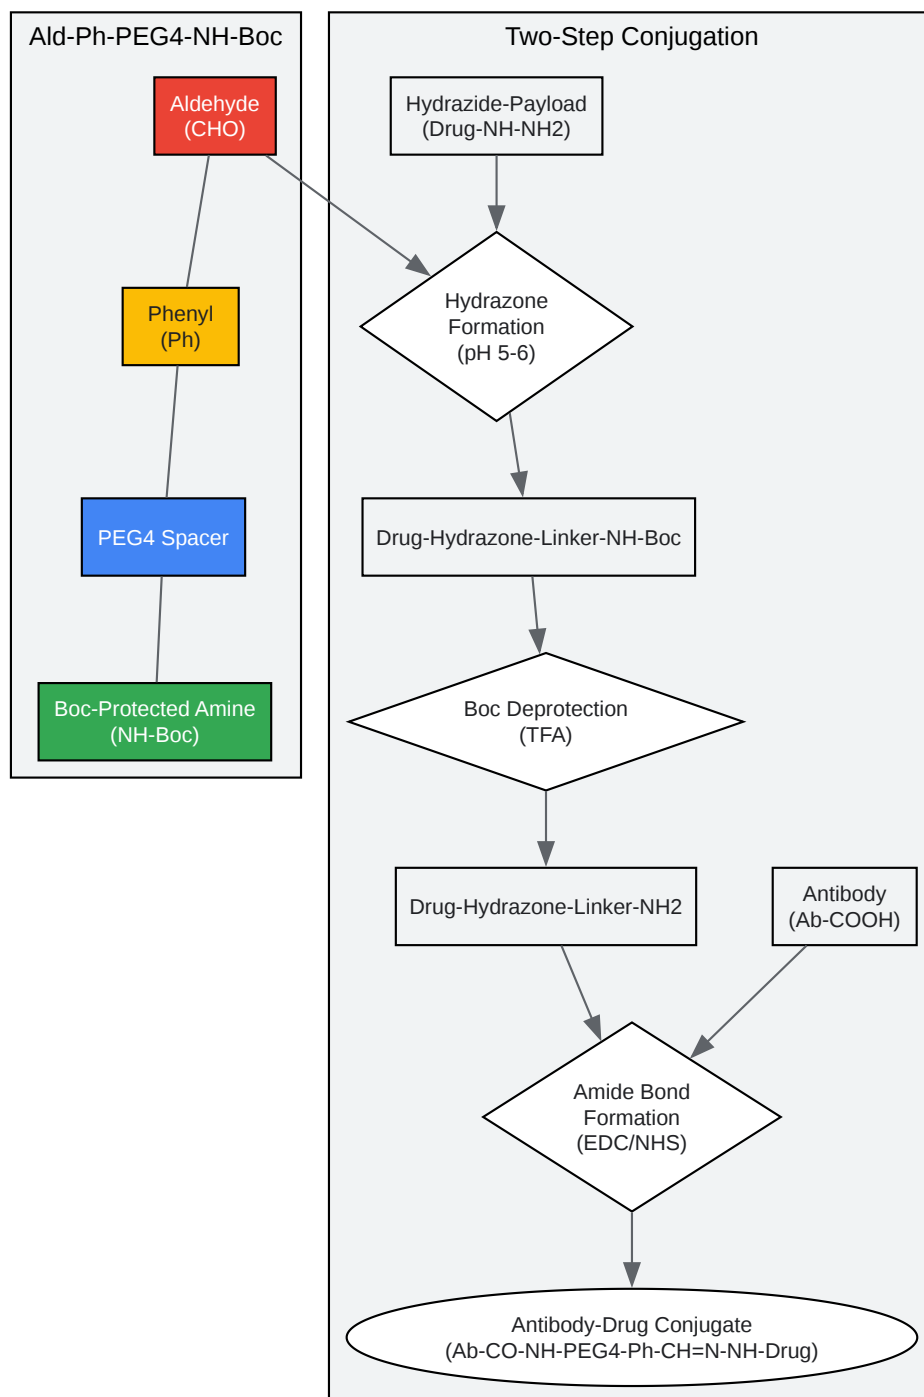 Ald-Ph-PEG4-NH-Boc
Aldehyde
(CHO)
Phenyl
(Ph)
PEG4 Spacer
Boc-Protected Amine
(NH-Boc)
Two-Step Conjugation
Hydrazide-Payload
(Drug-NH-NH2)
Hydrazone
Formation
(pH 5-6)
Drug-Hydrazone-Linker-NH-Boc
Boc Deprotection
(TFA)
Drug-Hydrazone-Linker-NH2
Antibody
(Ab-COOH)
Amide Bond
Formation
(EDC/NHS)
Antibody-Drug Conjugate
(Ab-CO-NH-PEG4-Ph-CH=N-NH-Drug)